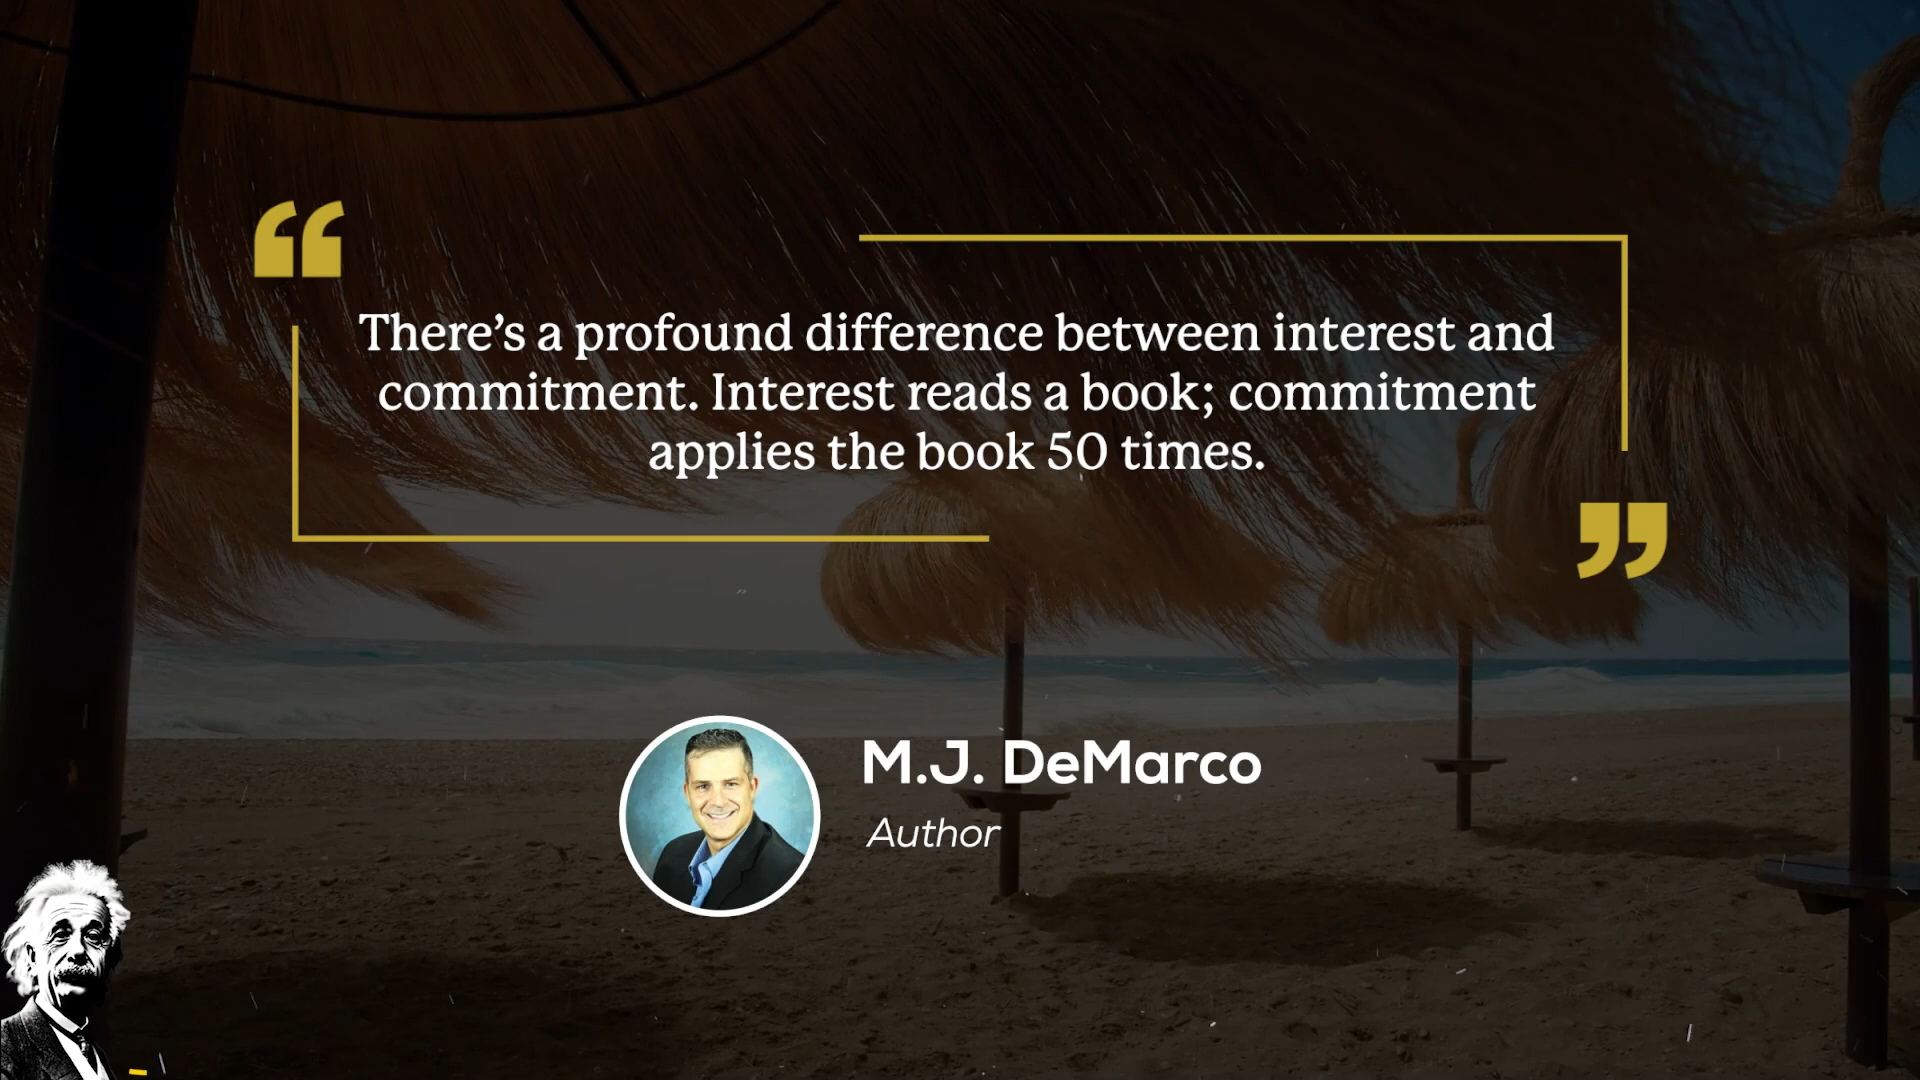 “
There’s a profound difference between interest and
commitment. Interest reads a book; commitment
applies the book 50 times.
”
M.J. DeMarco
Author